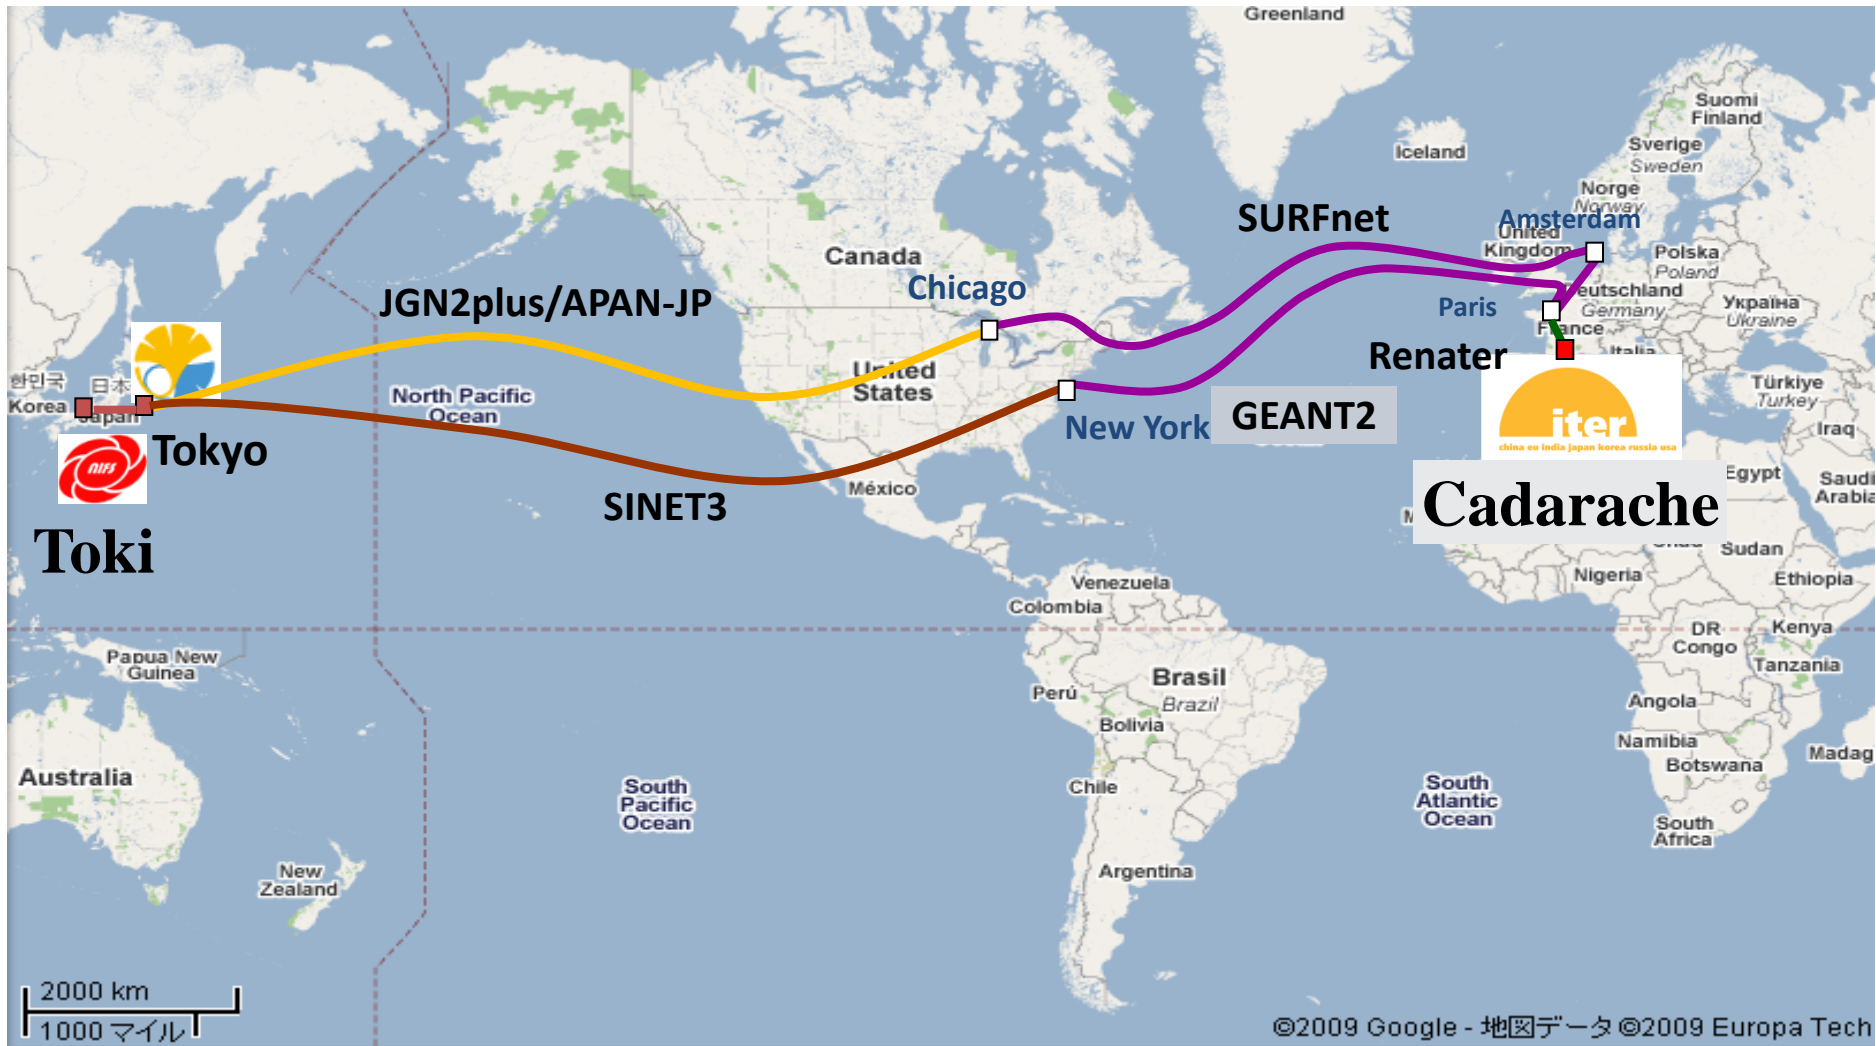 Greenland
Suomi
Finland
Iceland
Sverige
Sweden
Norge
Norway
SURFnet
Amsterdam
United
Kingdom
Canada
Polska
Poland
Chicago
JGN2plus/APAN-JP
Deutschland
Germany
Paris
Україна
Ukraine
France
Renater
Italia
United
States
한민국
Korea
日本
Japan
North Pacific
Ocean
Türkiye
Turkey
iter
china eu india japan korea russia usa
New York
GEANT2
Iraq
Tokyo
NIFS
México
SINET3
Egypt
Saudi
Arabia
Cadarache
Toki
Chad
Sudan
Nigeria
Ethiopia
Venezuela
Colombia
DR
Congo
Kenya
Papua New
Guinea
Tanzania
Brasil
Brazil
Perú
Angola
Bolivia
Namibia
Botswana
Madag
Australia
South
Pacific
Ocean
Chile
South
Atlantic
Ocean
South
Africa
New
Zealand
Argentina
2000 km
1000 マイル
©2009 Google - 地図データ ©2009 Europa Tech